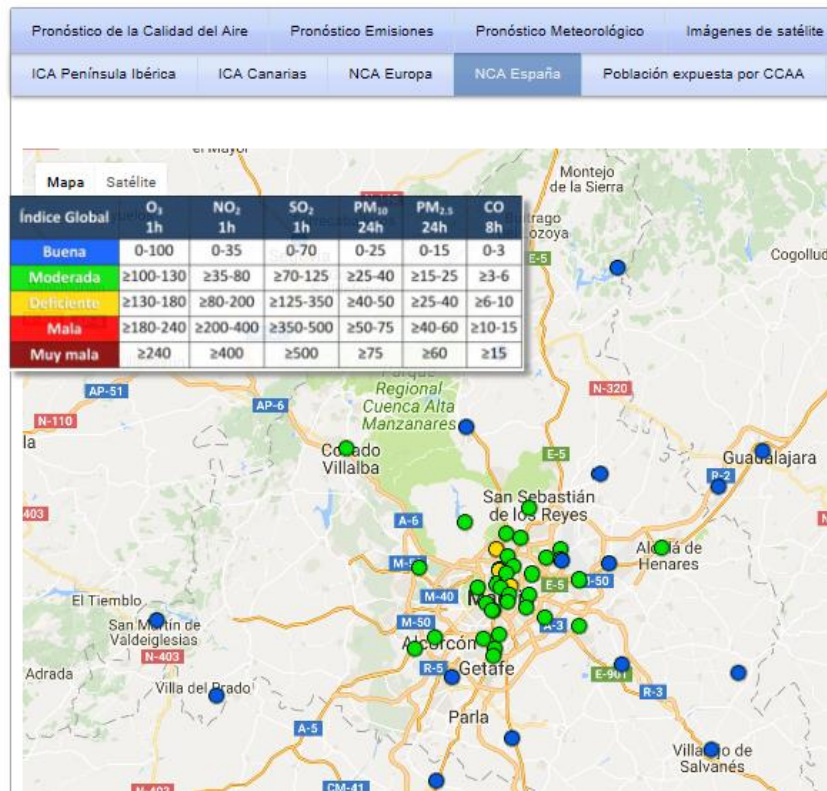 Pronóstico de la Calidad del Aire Pronóstico Emisiones Pronóstico Meteorológico Imágenes de satélite
ICA Península Ibérica ICA Canarias NCA Europa NCA España Población expuesta por CCAA
Mapa Satélite
Montejo
de la Sierra
Índice Global O₃ 1h NO₂ 1h SO₂ 1h PM₁₀ 24h PM₂.₅ 24h CO 8h
Buena 0-100 0-35 0-70 0-25 0-15 0-3
Moderada ≥100-130 ≥35-80 ≥70-125 ≥25-40 ≥15-25 ≥3-6
Deficiente ≥130-180 ≥80-200 ≥125-350 ≥40-50 ≥25-40 ≥6-10
Mala ≥180-240 ≥200-400 ≥350-500 ≥50-75 ≥40-60 ≥10-15
Muy mala ≥240 ≥400 ≥500 ≥75 ≥60 ≥15
E-5
Cogollud
Parque
Regional
Cuenca Alta
Manzanares
AP-51
AP-6
N-110
N-320
la
Collado
Villalba
E-5
Guadalajara
R-2
San Sebastián
de los Reyes
403
A-6
Alcalá de
Henares
M-40
E-5
El Tiemblo
San Martín de
Valdeiglesias
M-50
A-3
N-403
Alcorcón
Adrada
R-5
Getafe
E-901
R-3
Villa del Prado
Parla
A-5
Villarejo de
Salvanés
N-403
CM-41